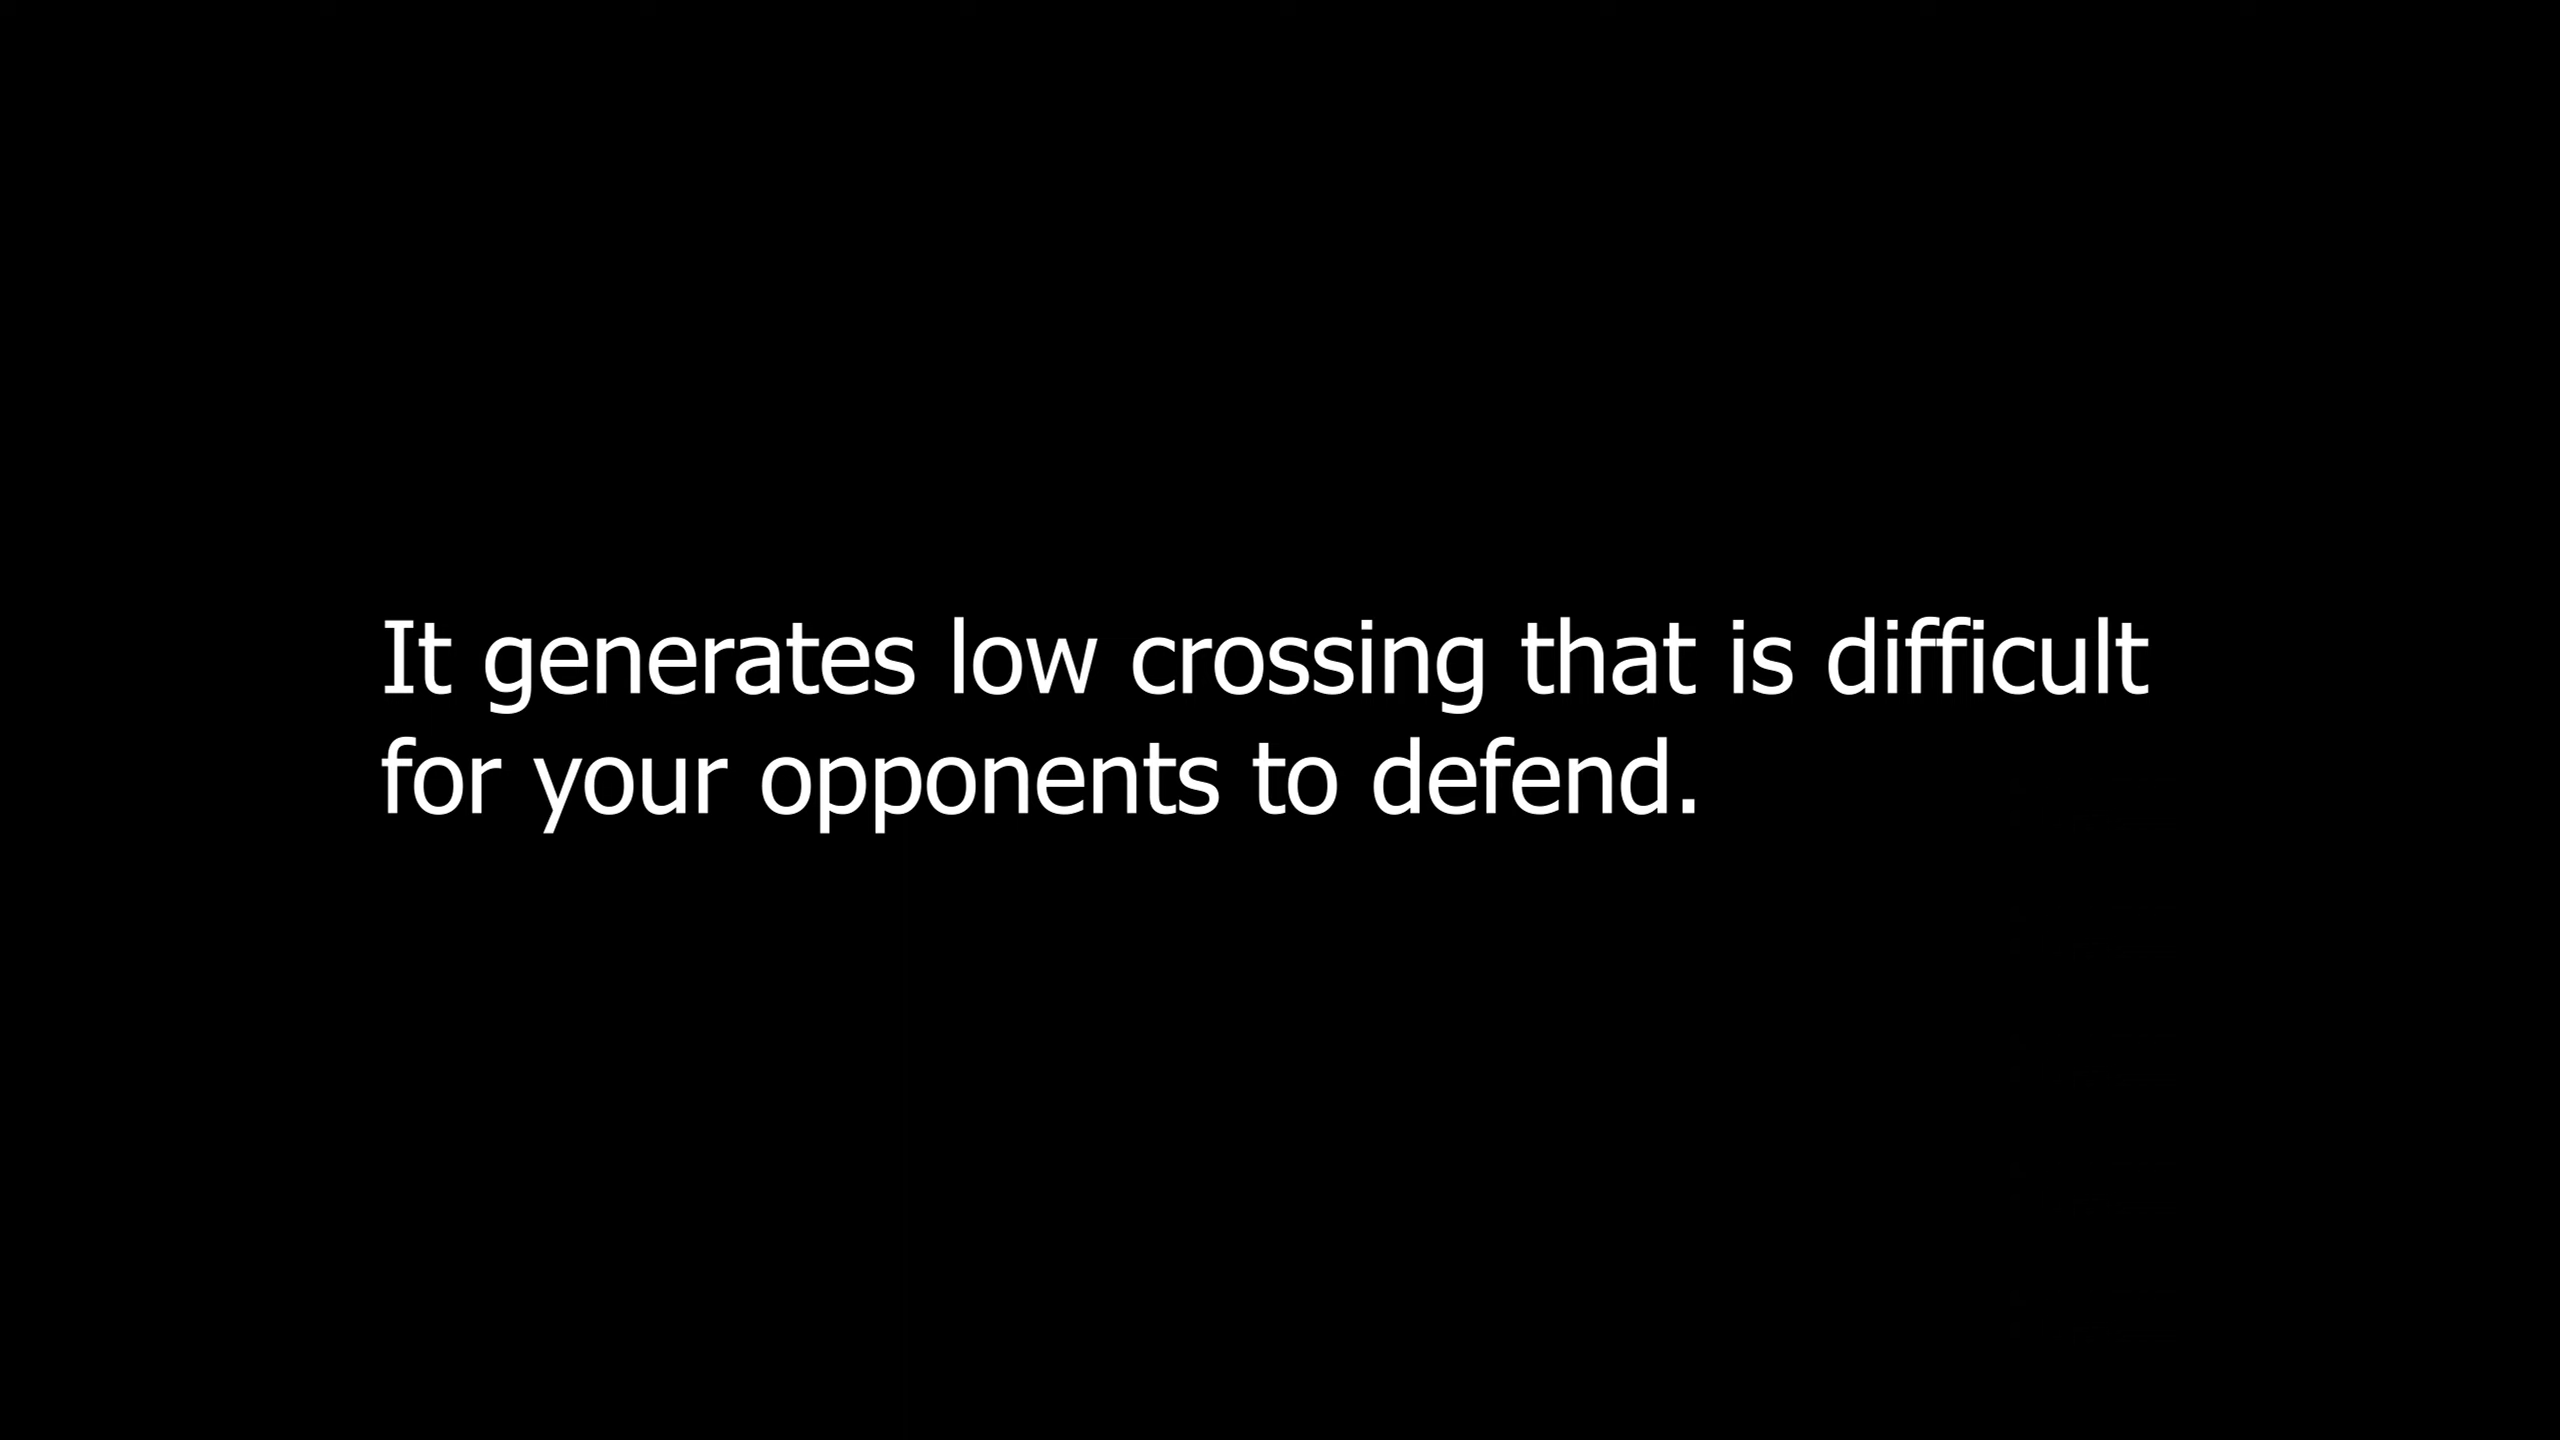 It generates low crossing that is difficult
for your opponents to defend.